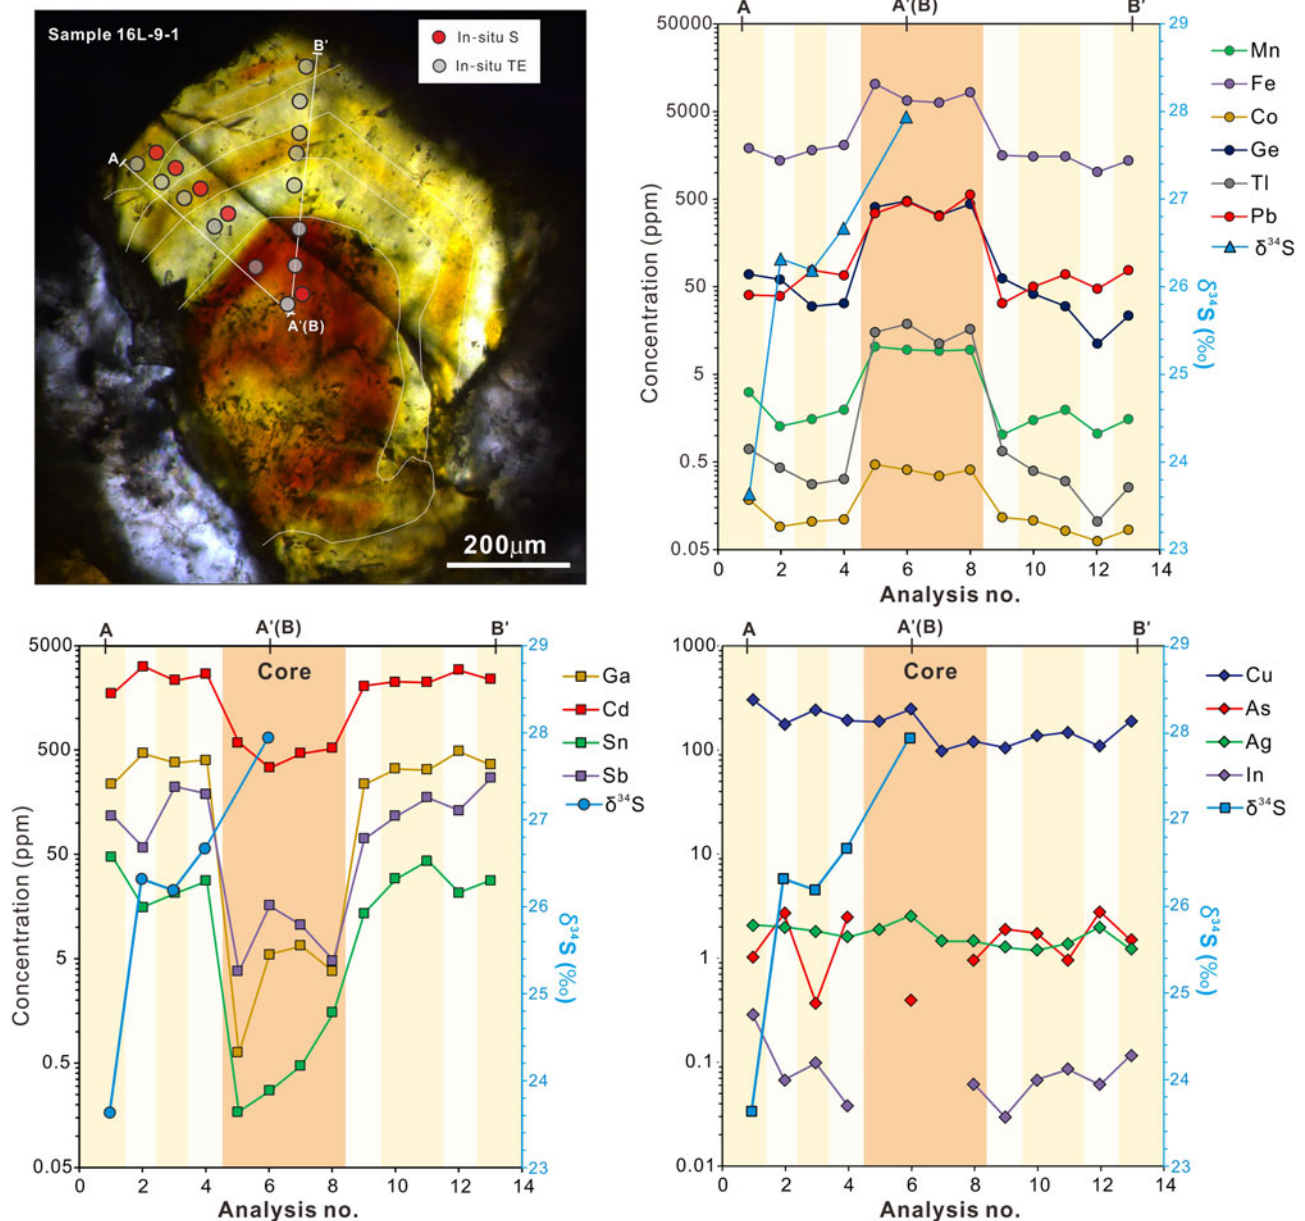 Sample 16L-9-1
In-situ S
In-situ TE
A
B'
A'(B)
200μm
A
A'(B)
B'
50000
5000
500
50
5
0.5
0.05
Concentration (ppm)
0 2 4 6 8 10 12 14
Analysis no.
29
28
27
26
25
24
23
δ³⁴S (‰)
Mn
Fe
Co
Ge
Tl
Pb
δ³⁴S
A
A'(B)
B'
Core
5000
500
50
5
0.5
0.05
Concentration (ppm)
0 2 4 6 8 10 12 14
Analysis no.
29
28
27
26
25
24
23
δ³⁴S (‰)
Ga
Cd
Sn
Sb
δ³⁴S
A
A'(B)
B'
Core
1000
100
10
1
0.1
0.01
0 2 4 6 8 10 12 14
Analysis no.
29
28
27
26
25
24
23
δ³⁴S (‰)
Cu
As
Ag
In
δ³⁴S